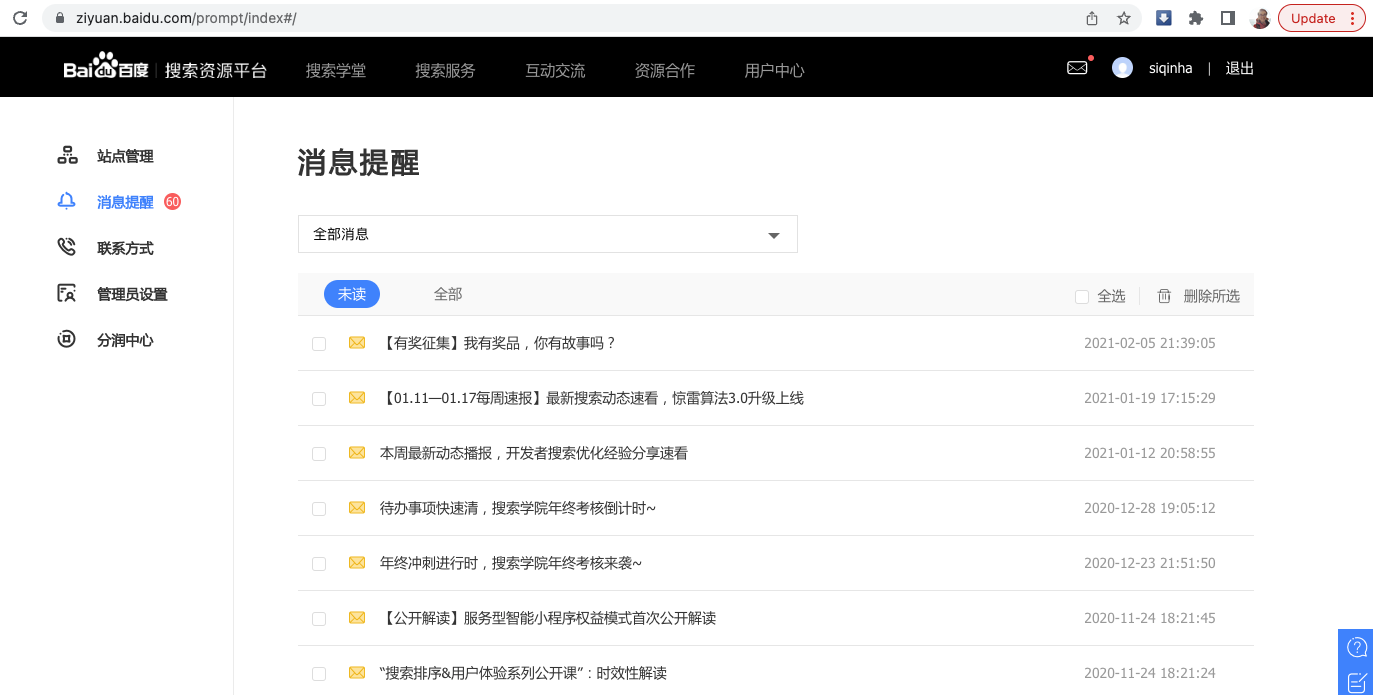 ziyuan.baidu.com/prompt/index#/
Update
Bai du 百度 | 搜索资源平台
搜索学堂
搜索服务
互动交流
资源合作
用户中心
siqinha | 退出
站点管理
消息提醒 60
联系方式
管理员设置
分润中心
消息提醒
全部消息
未读 全部 全选 删除所选
【有奖征集】我有奖品，你有故事吗？ 2021-02-05 21:39:05
【01.11—01.17每周速报】最新搜索动态速看，惊雷算法3.0升级上线 2021-01-19 17:15:29
本周最新动态播报，开发者搜索优化经验分享速看 2021-01-12 20:58:55
待办事项快速清，搜索学院年终考核倒计时~ 2020-12-28 19:05:12
年终冲刺进行时，搜索学院年终考核来袭~ 2020-12-23 21:51:50
【公开解读】服务型智能小程序权益模式首次公开解读 2020-11-24 18:21:45
“搜索排序&用户体验系列公开课”：时效性解读 2020-11-24 18:21:24